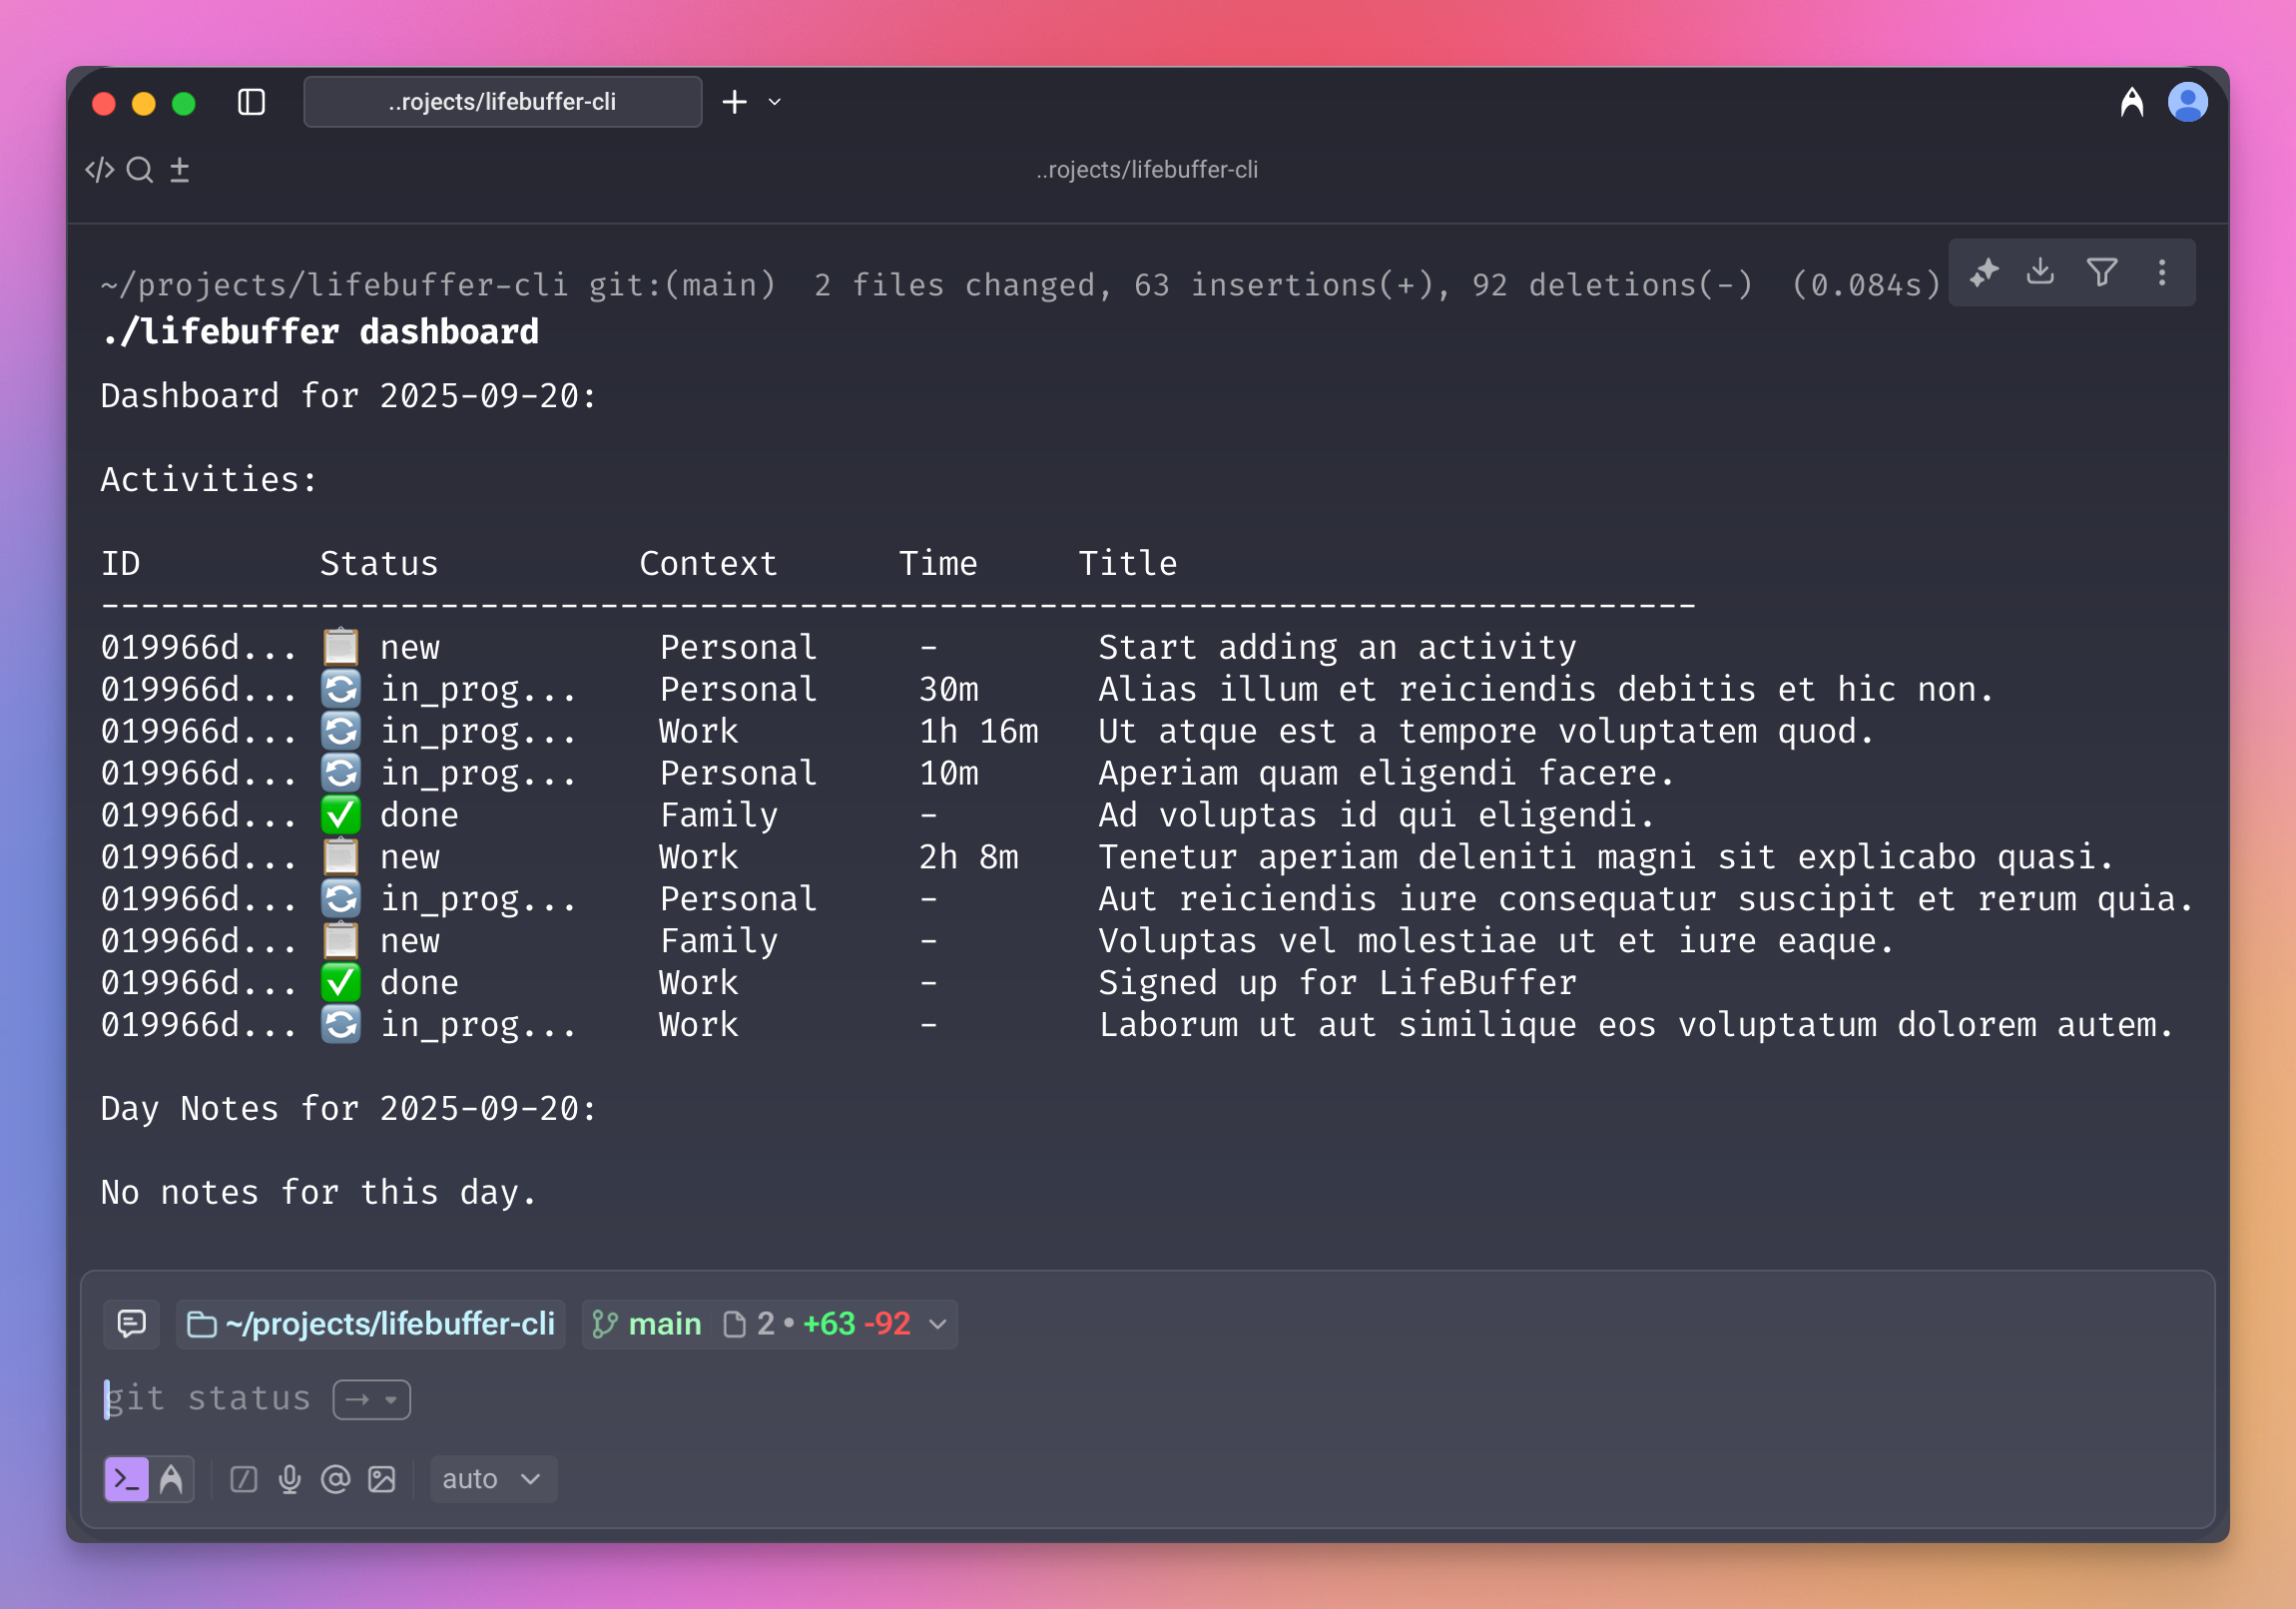 ..rojects/lifebuffer-cli
..rojects/lifebuffer-cli
~/projects/lifebuffer-cli git:(main)  2 files changed, 63 insertions(+), 92 deletions(-)  (0.084s)
./lifebuffer dashboard
Dashboard for 2025-09-20:
Activities:
ID         Status          Context      Time     Title
--------------------------------------------------------------------------------
019966d... 📋 new           Personal     -        Start adding an activity
019966d... 🔄 in_prog...    Personal     30m      Alias illum et reiciendis debitis et hic non.
019966d... 🔄 in_prog...    Work         1h 16m   Ut atque est a tempore voluptatem quod.
019966d... 🔄 in_prog...    Personal     10m      Aperiam quam eligendi facere.
019966d... ✅ done          Family       -        Ad voluptas id qui eligendi.
019966d... 📋 new           Work         2h 8m    Tenetur aperiam deleniti magni sit explicabo quasi.
019966d... 🔄 in_prog...    Personal     -        Aut reiciendis iure consequatur suscipit et rerum quia.
019966d... 📋 new           Family       -        Voluptas vel molestiae ut et iure eaque.
019966d... ✅ done          Work         -        Signed up for LifeBuffer
019966d... 🔄 in_prog...    Work         -        Laborum ut aut similique eos voluptatum dolorem autem.
Day Notes for 2025-09-20:
No notes for this day.
~/projects/lifebuffer-cli main 2 • +63 -92
git status
auto